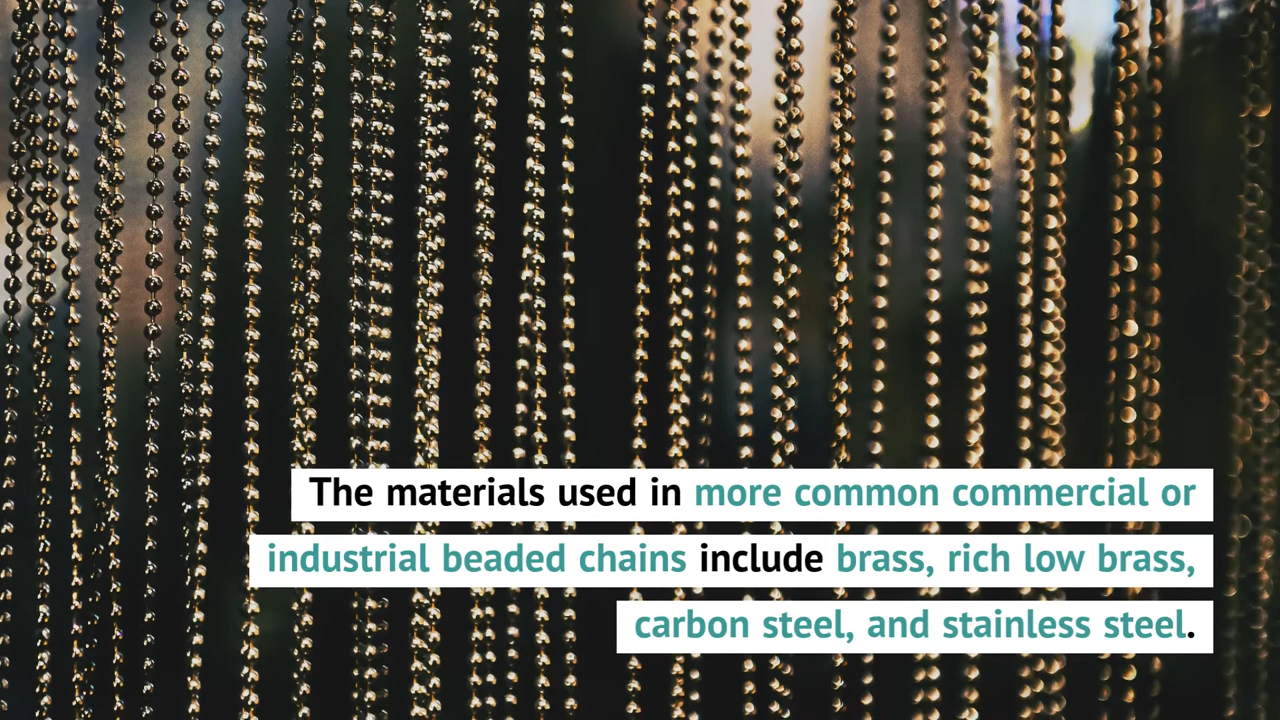 The materials used in more common commercial or
industrial beaded chains include brass, rich low brass,
carbon steel, and stainless steel.